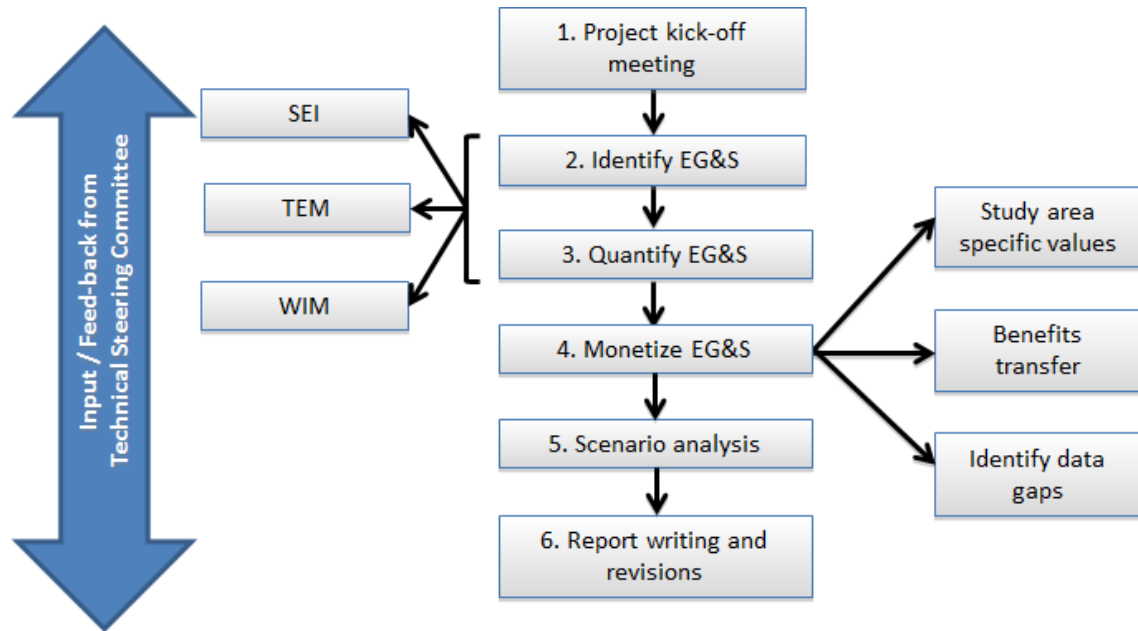 Input / Feed-back from
Technical Steering Committee
SEI
TEM
WIM
1. Project kick-off
meeting
2. Identify EG&S
3. Quantify EG&S
4. Monetize EG&S
5. Scenario analysis
6. Report writing and
revisions
Study area
specific values
Benefits
transfer
Identify data
gaps